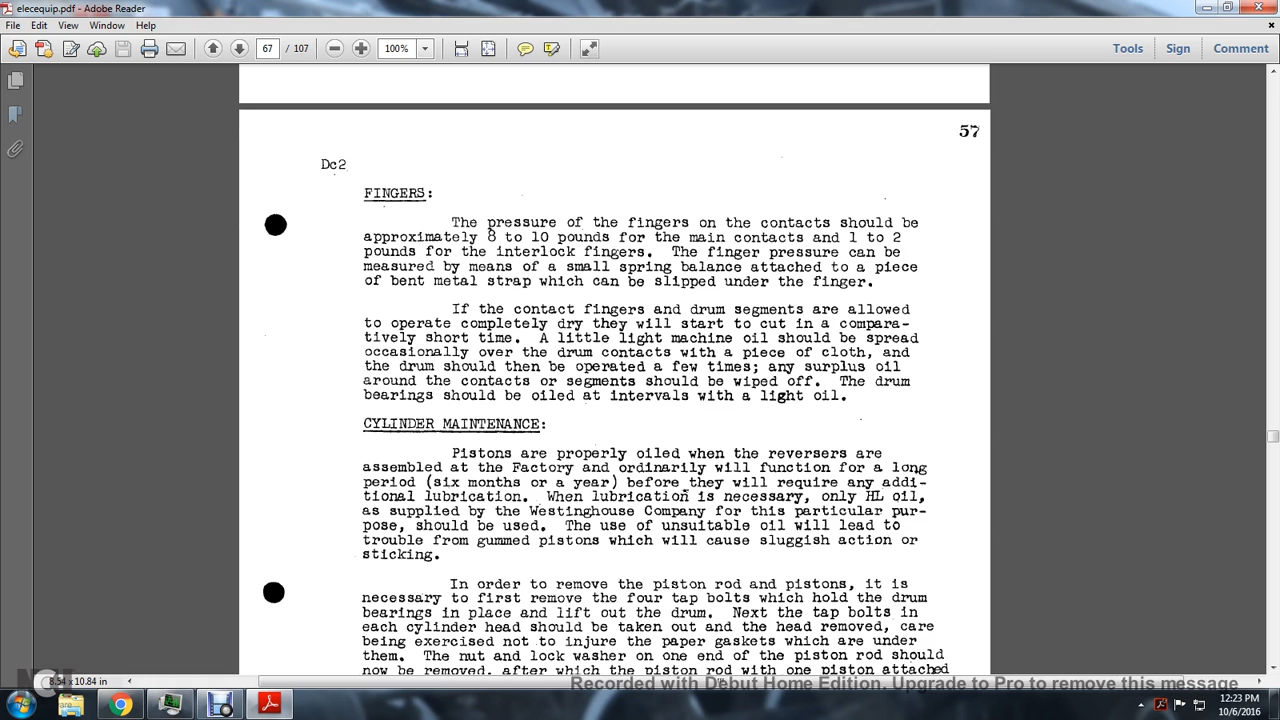 elecequip.pdf - Adobe Reader
File Edit View Window Help
67 / 107 100% Tools Sign Comment
57
Dc2
FINGERS:
The pressure of the fingers on the contacts should be
approximately 8 to 10 pounds for the main contacts and 1 to 2
pounds for the interlock fingers. The finger pressure can be
measured by means of a small spring balance attached to a piece
of bent metal strap which can be slipped under the finger.
If the contact fingers and drum segments are allowed
to operate completely dry they will start to cut in a compara-
tively short time. A little light machine oil should be spread
occasionally over the drum contacts with a piece of cloth, and
the drum should then be operated a few times; any surplus oil
around the contacts or segments should be wiped off. The drum
bearings should be oiled at intervals with a light oil.
CYLINDER MAINTENANCE:
Pistons are properly oiled when the reversers are
assembled at the Factory and ordinarily will function for a long
period (six months or a year) before they will require any addi-
tional lubrication. When lubrication is necessary, only HL oil,
as supplied by the Westinghouse Company for this particular pur-
pose, should be used. The use of unsuitable oil will lead to
trouble from gummed pistons which will cause sluggish action or
sticking.
In order to remove the piston rod and pistons, it is
necessary to first remove the four tap bolts which hold the drum
bearings in place and lift out the drum. Next the tap bolts in
each cylinder head should be taken out and the head removed, care
being exercised not to injure the paper gaskets which are under
them. The nut and lock washer on one end of the piston rod should
now be removed, after which the piston rod with one piston attached
8.54 x 10.84 in
Recorded with Debut Home Edition. Upgrade to Pro to remove this message
12:23 PM
10/6/2016